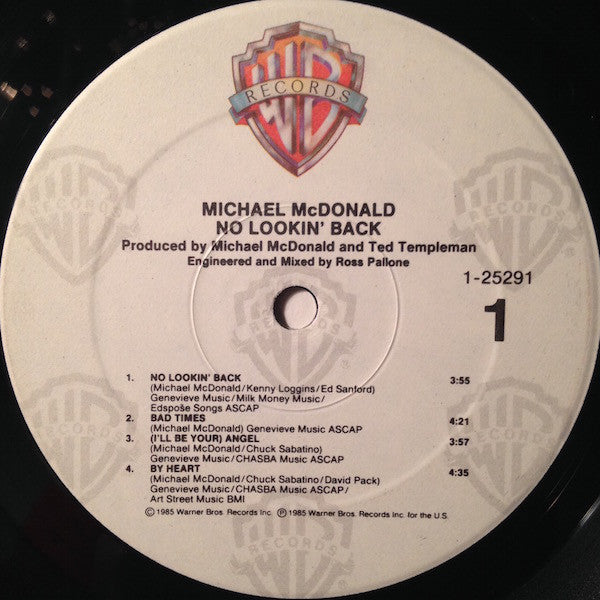 WB
RECORDS
MICHAEL McDONALD
NO LOOKIN' BACK
Produced by Michael McDonald and Ted Templeman
Engineered and Mixed by Ross Pallone
1-25291
1
1. NO LOOKIN' BACK 3:55
(Michael McDonald/Kenny Loggins/Ed Sanford)
Genevieve Music/Milk Money Music/
Edspoše Songs ASCAP
2. BAD TIMES 4:21
(Michael McDonald) Genevieve Music ASCAP
3. (I'LL BE YOUR) ANGEL 3:57
(Michael McDonald/Chuck Sabatino)
Genevieve Music/CHASBA Music ASCAP
4. BY HEART 4:35
(Michael McDonald/Chuck Sabatino/David Pack)
Genevieve Music/CHASBA Music ASCAP/
Art Street Music BMI
©1985 Warner Bros. Records Inc. ℗1985 Warner Bros. Records Inc. for the U.S.